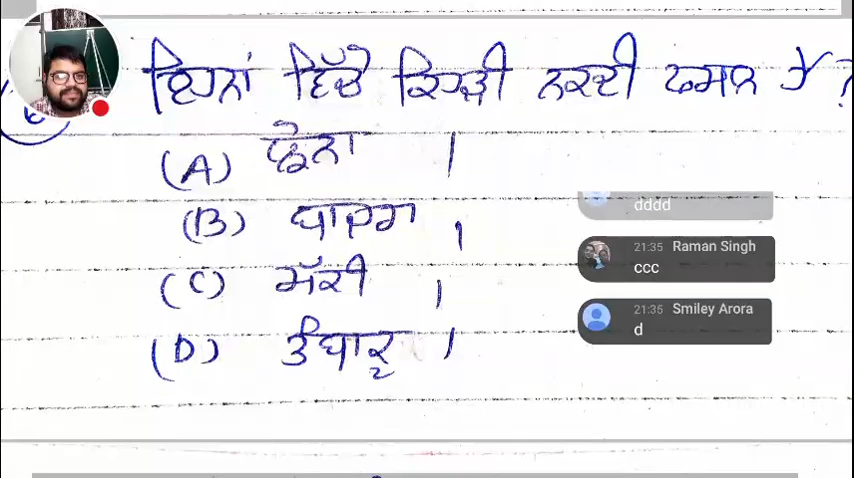 ਇਹਨਾਂ ਵਿੱਚੋਂ ਕਿਹੜੀ ਨਕਦੀ ਫਸਲ ਹੈ ?
(A) ਛੋਲੇ ।
(B) ਬਾਜਰਾ ।
(C) ਮੱਕੀ ।
(D) ਤੰਬਾਕੂ ।
dddd
21:35 Raman Singh
ccc
21:35 Smiley Arora
d